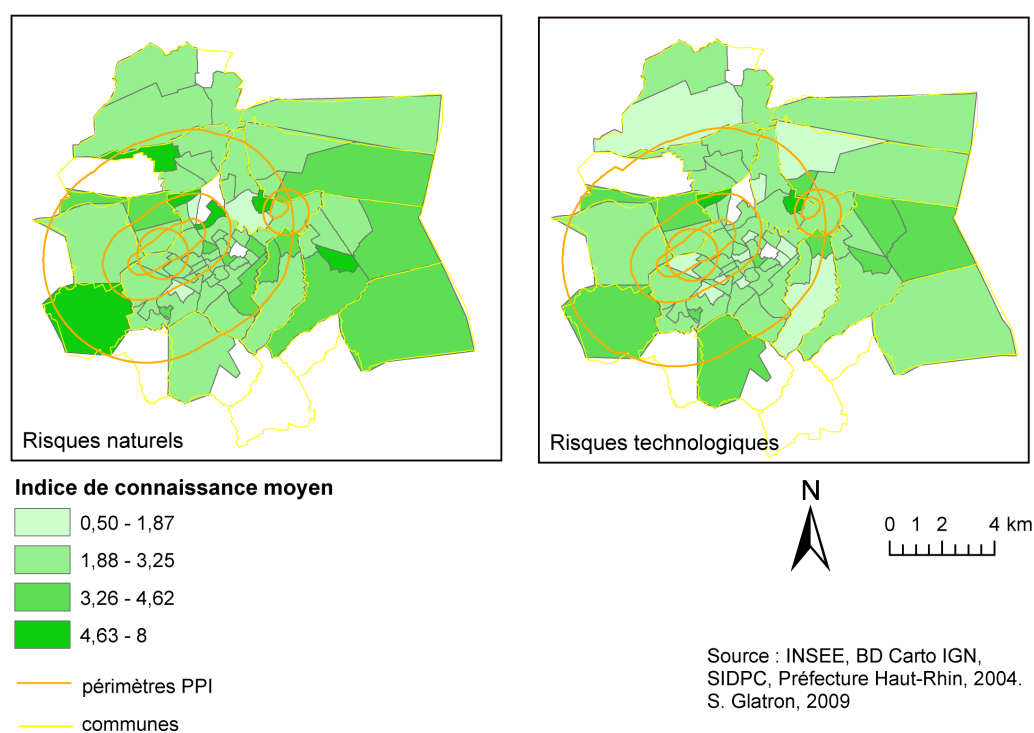 Risques naturels
Risques technologiques
Indice de connaissance moyen
0,50 - 1,87
1,88 - 3,25
3,26 - 4,62
4,63 - 8
périmètres PPI
communes
N
0 1 2 4 km
Source : INSEE, BD Carto IGN,
SIDPC, Préfecture Haut-Rhin, 2004.
S. Glatron, 2009